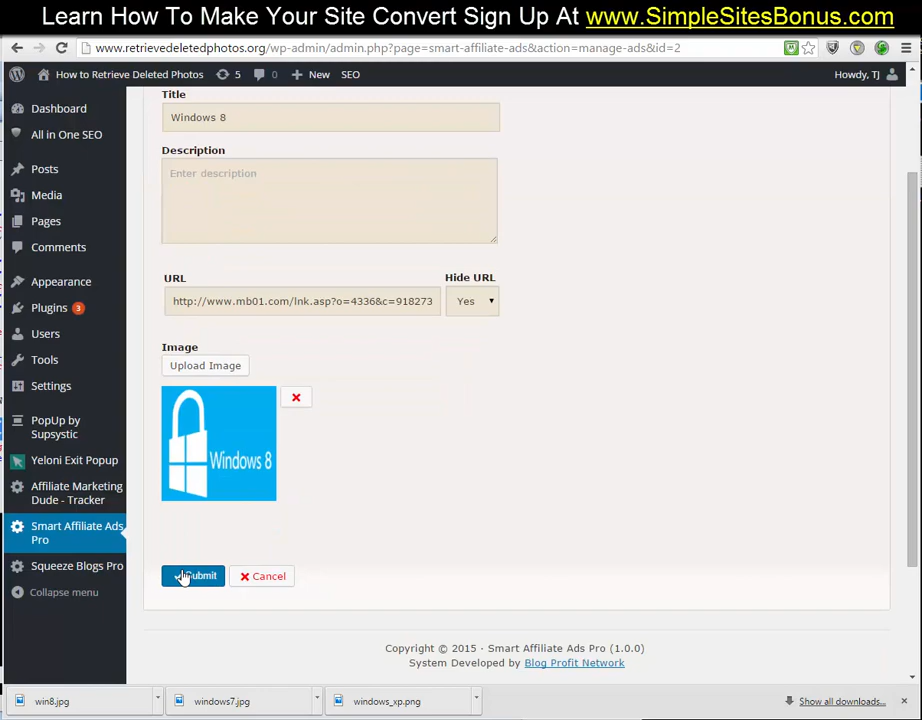 Learn How To Make Your Site Convert Sign Up At www.SimpleSitesBonus.com
www.retrievedeletedphotos.org/wp-admin/admin.php?page=smart-affiliate-ads&action=manage-ads&id=2
How to Retrieve Deleted Photos 5 0 New SEO Howdy, TJ
Dashboard
All in One SEO
Posts
Media
Pages
Comments
Appearance
Plugins 3
Users
Tools
Settings
PopUp by
Supsystic
Yeloni Exit Popup
Affiliate Marketing
Dude - Tracker
Smart Affiliate Ads
Pro
Squeeze Blogs Pro
Collapse menu
Title
Windows 8
Description
Enter description
URL Hide URL
http://www.mb01.com/lnk.asp?o=4336&c=918273 Yes
Image
Upload Image
Windows 8
Submit Cancel
Copyright © 2015 · Smart Affiliate Ads Pro (1.0.0)
System Developed by Blog Profit Network
win8.jpg windows7.jpg windows_xp.png Show all downloads...